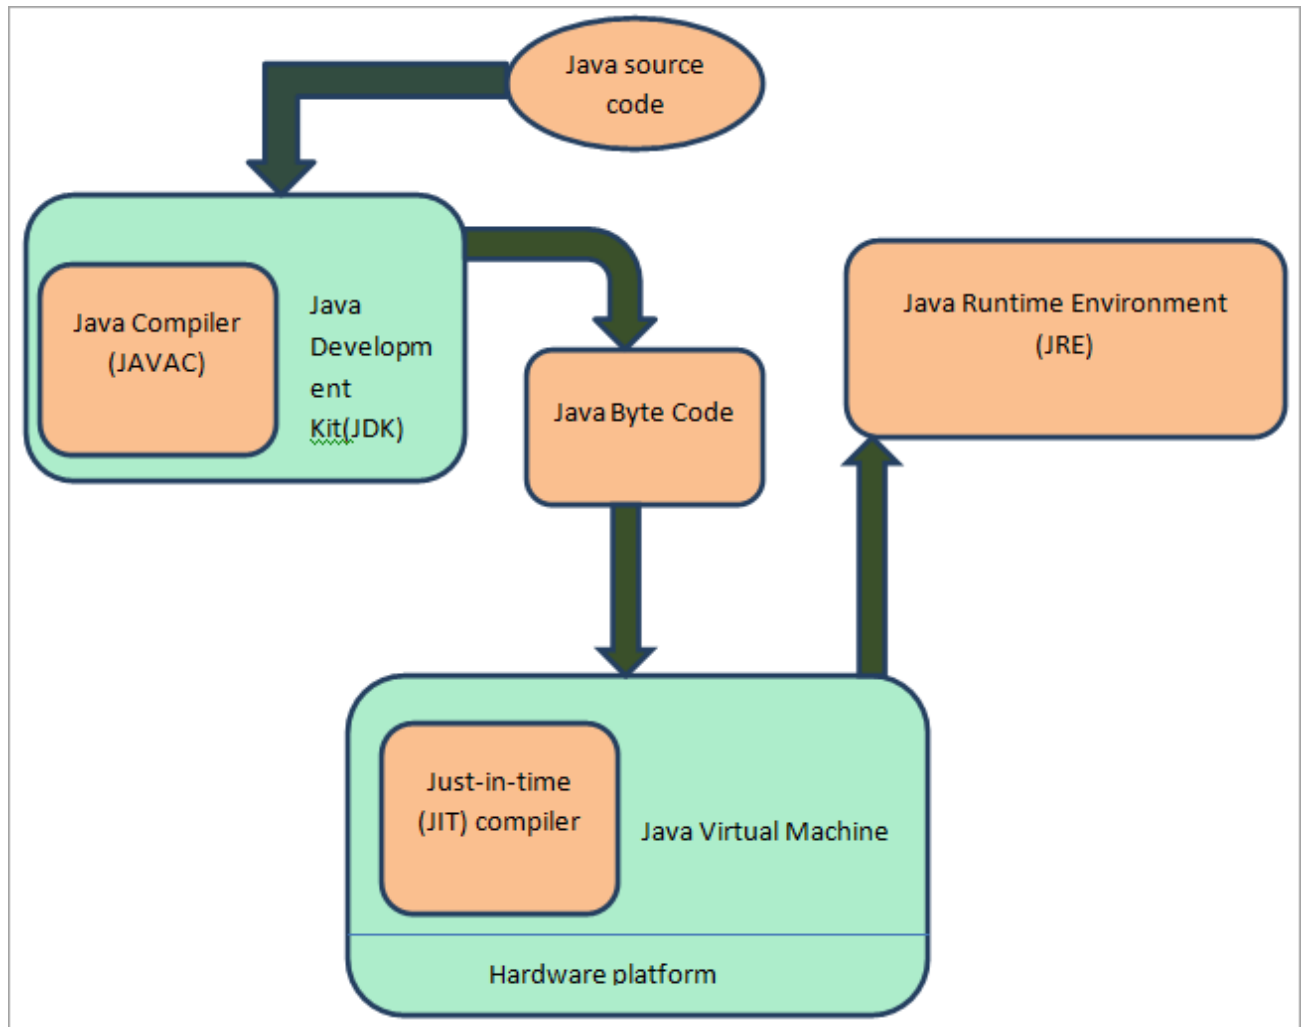 Java source
code
Java Compiler
(JAVAC)
Java
Developm
ent
Kit(JDK)
Java Byte Code
Java Runtime Environment
(JRE)
Just-in-time
(JIT) compiler
Java Virtual Machine
Hardware platform